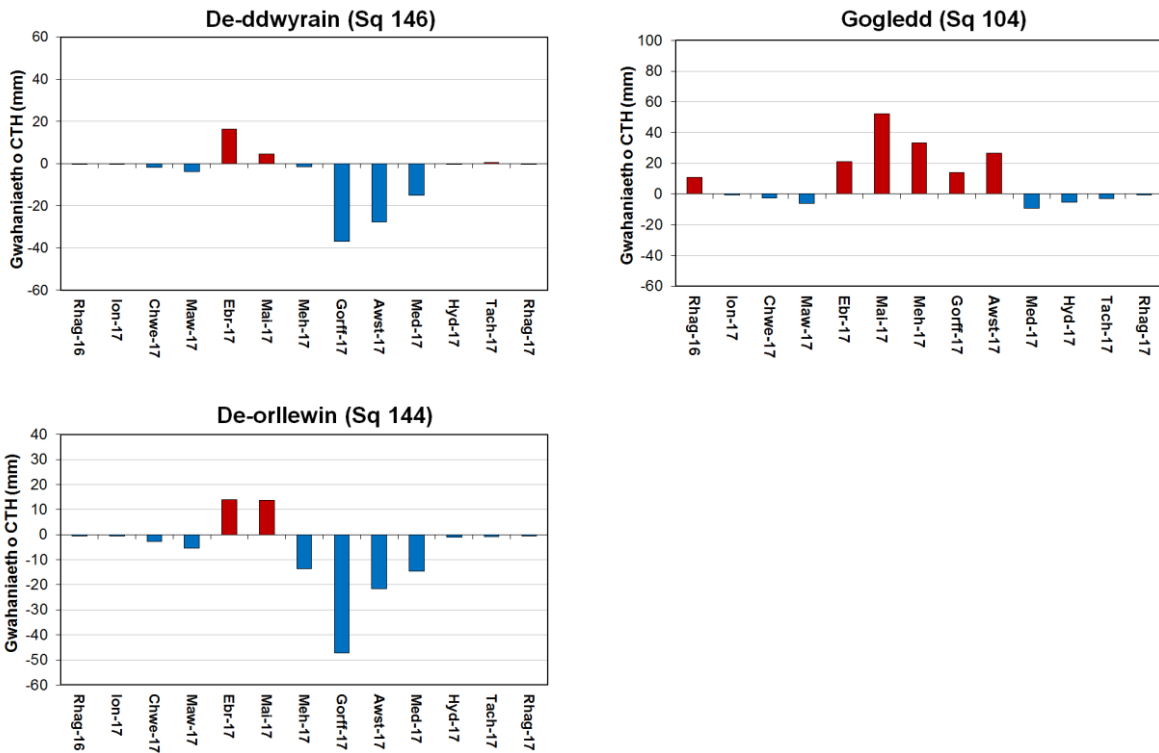 De-ddwyrain (Sq 146)
Gwahaniaeth o CTH (mm)
60
40
20
0
-20
-40
-60
Rhag-16
Ion-17
Chwe-17
Maw-17
Ebr-17
Mai-17
Meh-17
Gorff-17
Awst-17
Med-17
Hyd-17
Tach-17
Rhag-17
Gogledd (Sq 104)
Gwahaniaeth o CTH (mm)
100
80
60
40
20
0
-20
-40
-60
Rhag-16
Ion-17
Chwe-17
Maw-17
Ebr-17
Mai-17
Meh-17
Gorff-17
Awst-17
Med-17
Hyd-17
Tach-17
Rhag-17
De-orllewin (Sq 144)
Gwahaniaeth o CTH (mm)
40
30
20
10
0
-10
-20
-30
-40
-50
-60
Rhag-16
Ion-17
Chwe-17
Maw-17
Ebr-17
Mai-17
Meh-17
Gorff-17
Awst-17
Med-17
Hyd-17
Tach-17
Rhag-17